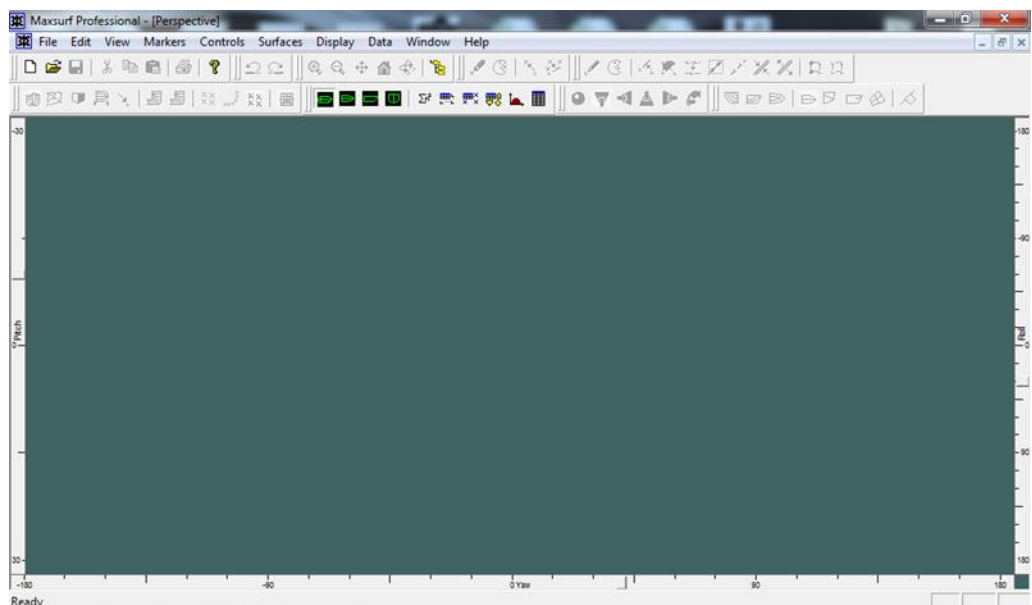 Maxsurf Professional - [Perspective]
File Edit View Markers Controls Surfaces Display Data Window Help
-30 -180
-90
Pitch Roll
0 0
90
30 180
-180 -90 0 Yaw 90 180
Ready